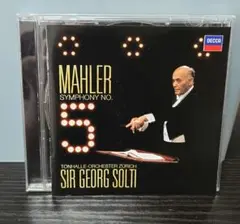 DECCA
MAHLER
SYMPHONY NO.
5
TONHALLE-ORCHESTER ZÜRICH
SIR GEORG SOLTI